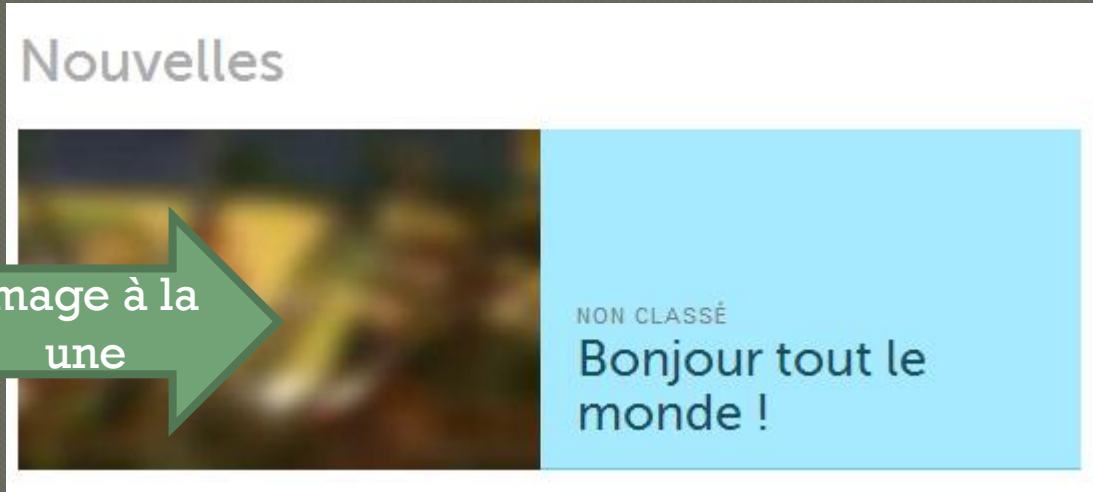 Nouvelles
mage à la
une
NON CLASSÉ
Bonjour tout le
monde !